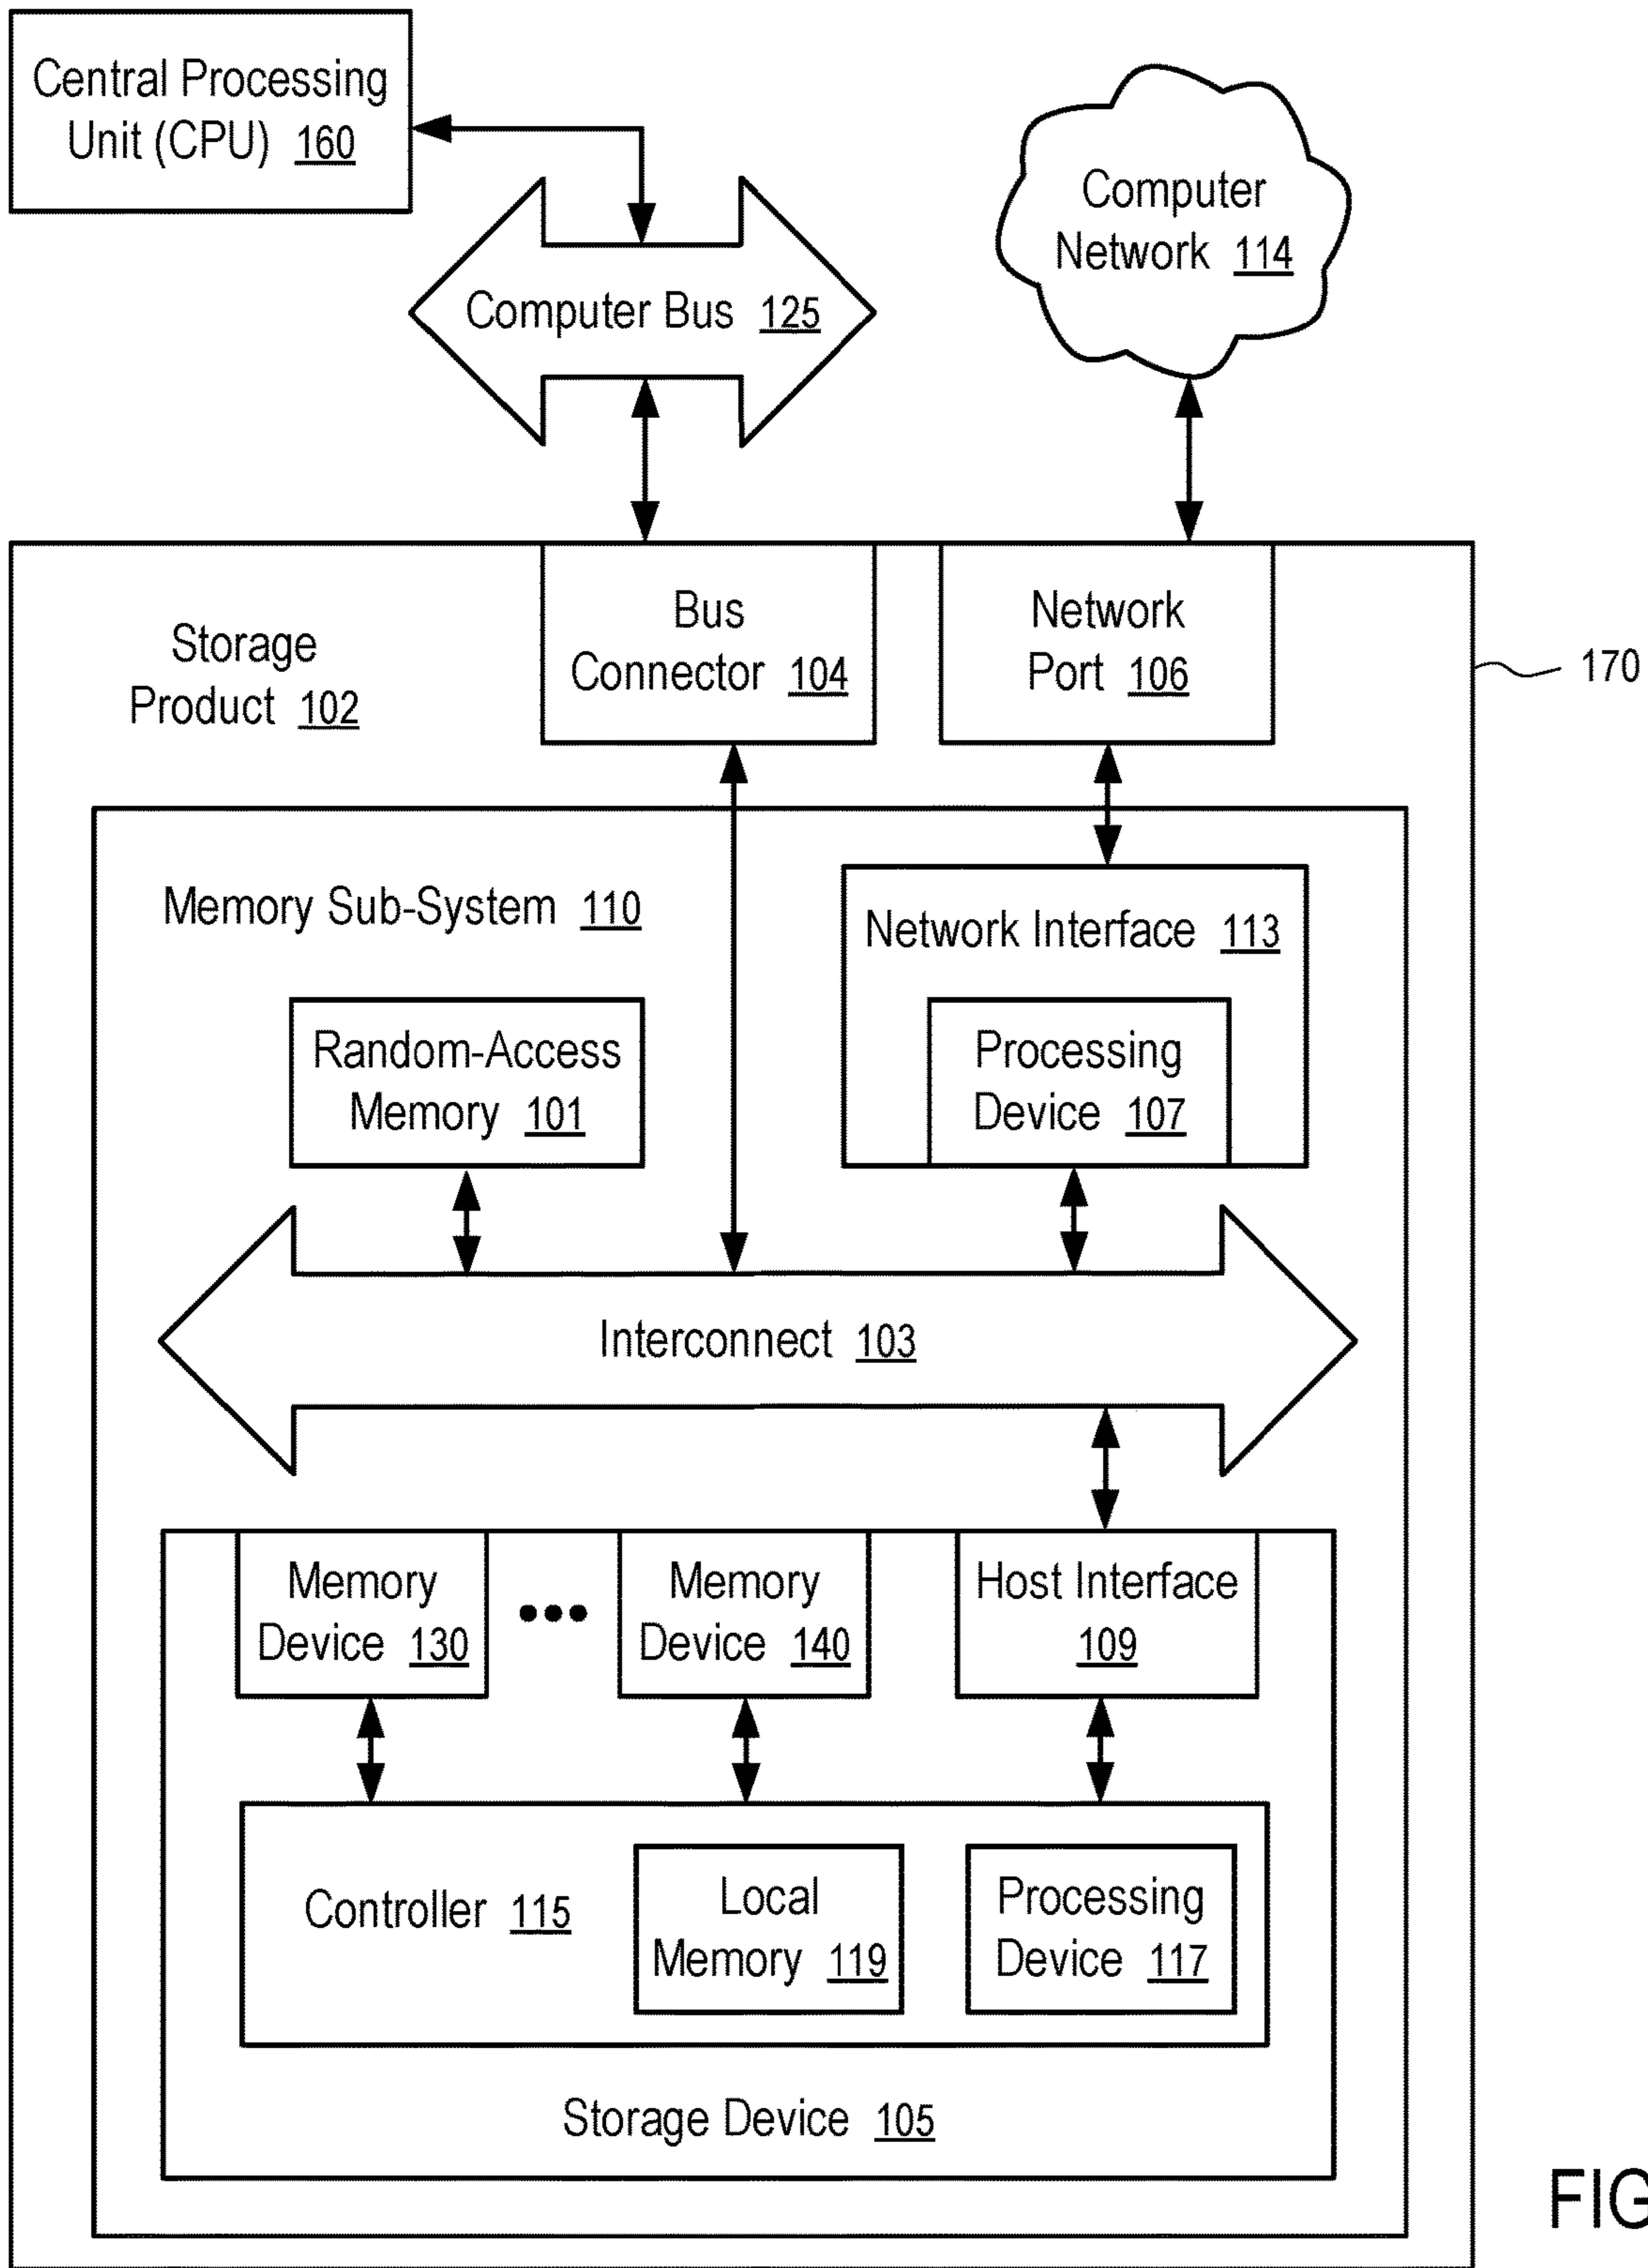 Central Processing
Unit (CPU) 160
Computer
Network 114
Computer Bus 125
Storage
Product 102
Bus
Connector 104
Network
Port 106
170
Memory Sub-System 110
Network Interface 113
Random-Access
Memory 101
Processing
Device 107
Interconnect 103
Memory
Device 130
Memory
Device 140
Host Interface
109
Controller 115
Local
Memory 119
Processing
Device 117
Storage Device 105
FIG